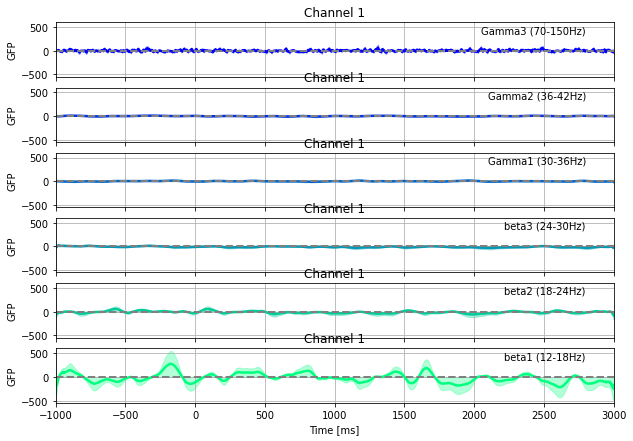 Channel 1
500
0
−500
GFP
Gamma3 (70-150Hz)
Channel 1
500
0
−500
GFP
Gamma2 (36-42Hz)
Channel 1
500
0
−500
GFP
Gamma1 (30-36Hz)
Channel 1
500
0
−500
GFP
beta3 (24-30Hz)
Channel 1
500
0
−500
GFP
beta2 (18-24Hz)
Channel 1
500
0
−500
GFP
beta1 (12-18Hz)
−1000 −500 0 500 1000 1500 2000 2500 3000
Time [ms]